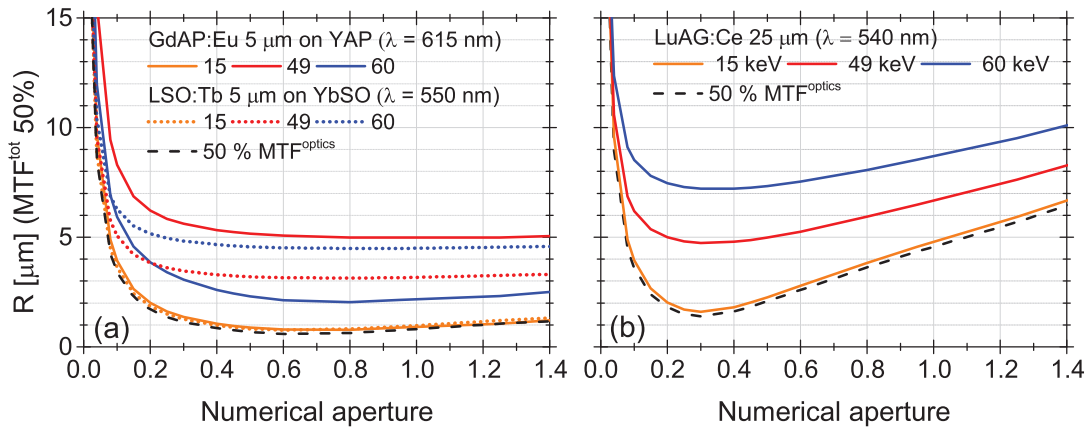 R [μm] (MTF^tot 50%)
15
10
5
0
GdAP:Eu 5 μm on YAP (λ = 615 nm)
15 49 60
LSO:Tb 5 μm on YbSO (λ = 550 nm)
15 49 60
50 % MTF^optics
(a)
0.0 0.2 0.4 0.6 0.8 1.0 1.2 1.4
Numerical aperture
LuAG:Ce 25 μm (λ = 540 nm)
15 keV 49 keV 60 keV
50 % MTF^optics
(b)
0.0 0.2 0.4 0.6 0.8 1.0 1.2 1.4
Numerical aperture